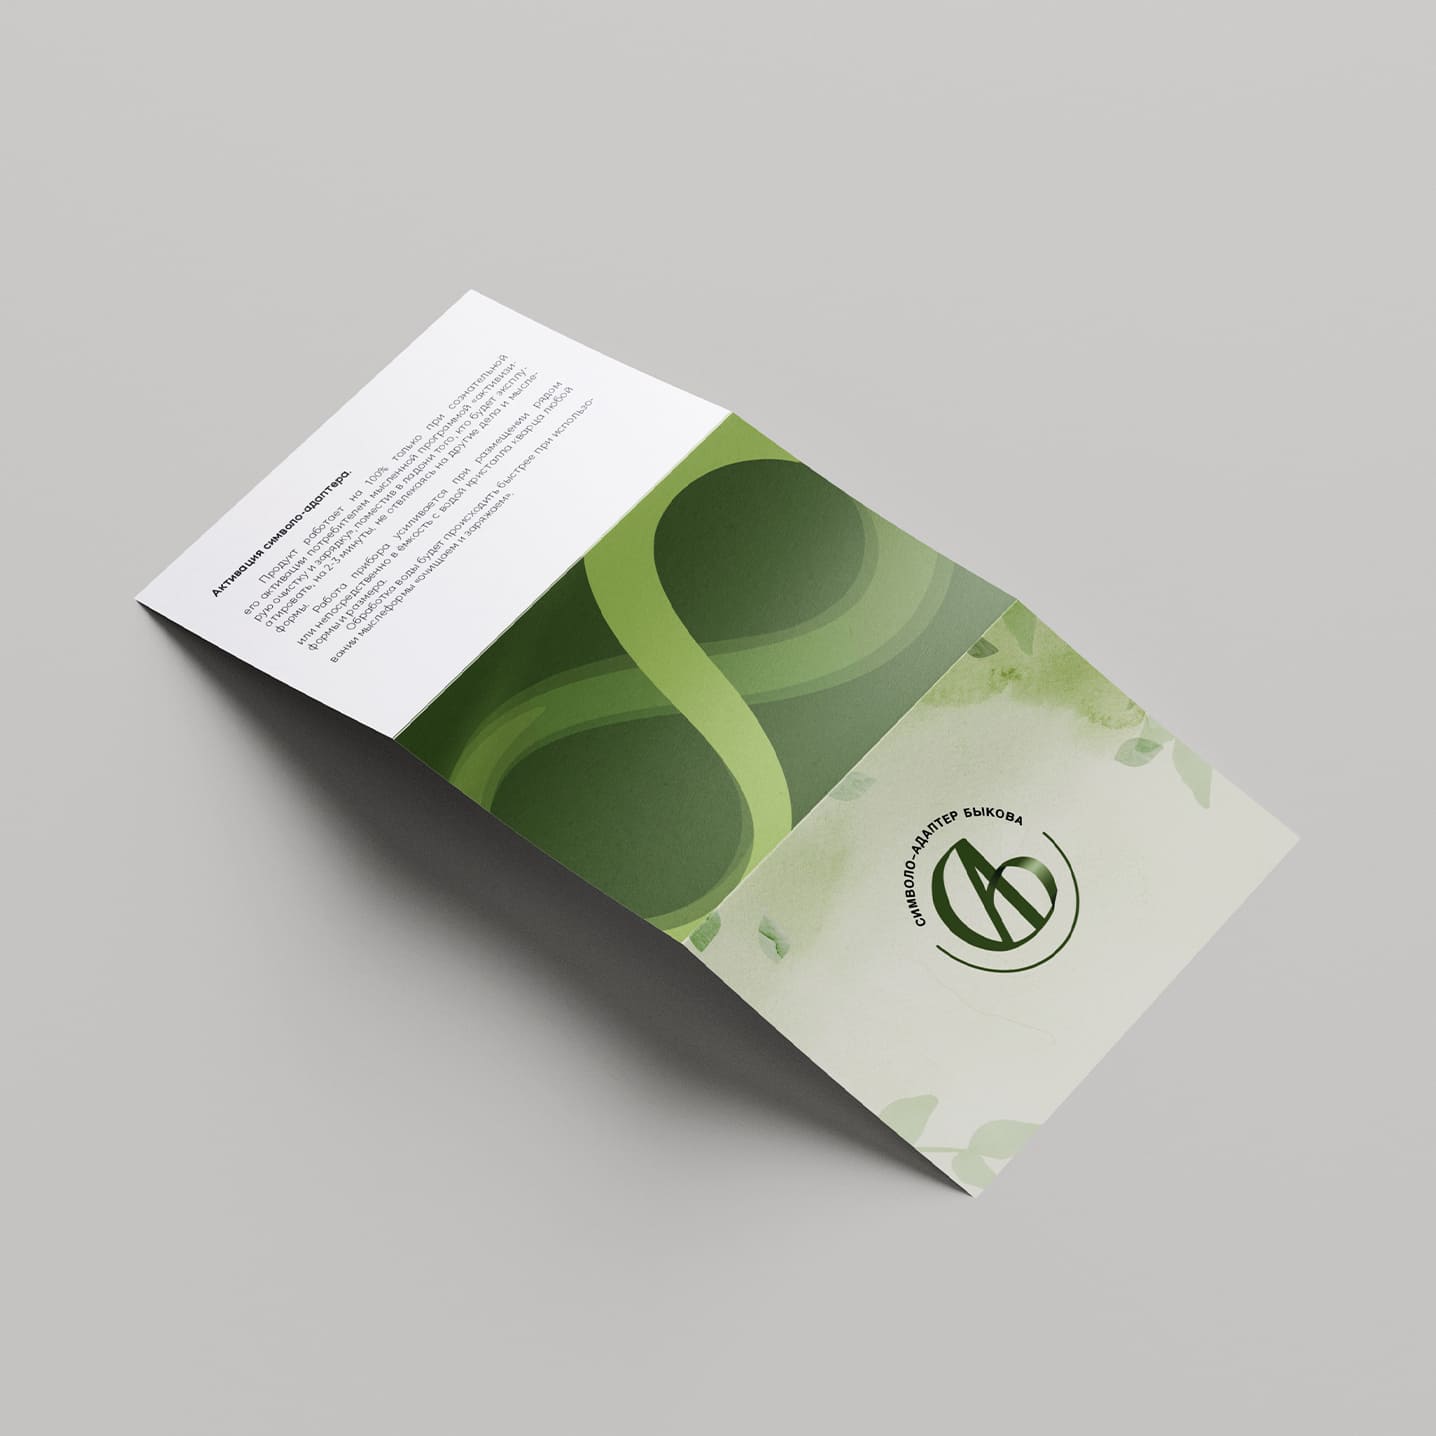 Активация символо-адаптера.
Продукт работает на 100% только при сознательной
его активации потребителем мысленной программой «активизи-
рую очистку и зарядку», поместив в ладони того, кто будет эксплу-
атировать, на 2-3 минуты, не отвлекаясь на другие дела и мысле-
формы.
Работа прибора усиливается при размещении рядом
или непосредственно в ёмкость с водой кристалла кварца любой
формы и размера.
Обработка воды будет происходить быстрее при использо-
вании мыслеформы «очищаем и заряжаем».
СИМВОЛО-АДАПТЕР БЫКОВА